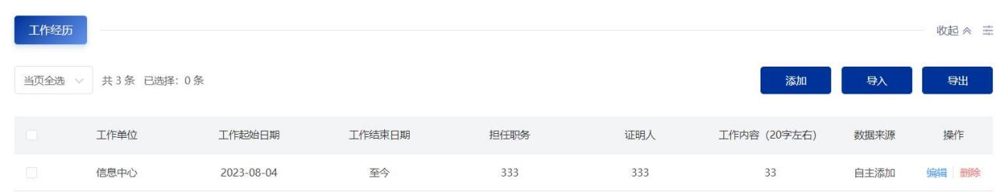 工作经历 收起
当页全选 共 3 条 已选择：0 条 添加 导入 导出
工作单位 工作起始日期 工作结束日期 担任职务 证明人 工作内容（20字左右） 数据来源 操作
信息中心 2023-08-04 至今 333 333 33 自主添加 编辑 删除